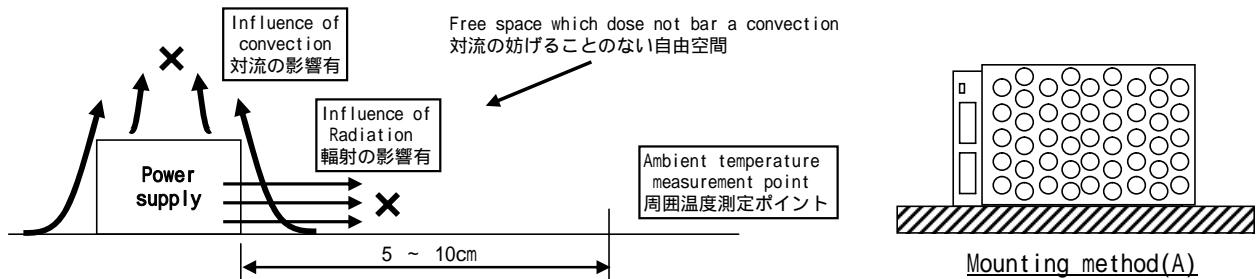 Influence of
convection
対流の影響有
Free space which dose not bar a convection
対流の妨げることのない自由空間
Influence of
Radiation
輻射の影響有
Power
supply
Ambient temperature
measurement point
周囲温度測定ポイント
5 ～ 10cm
Mounting method(A)